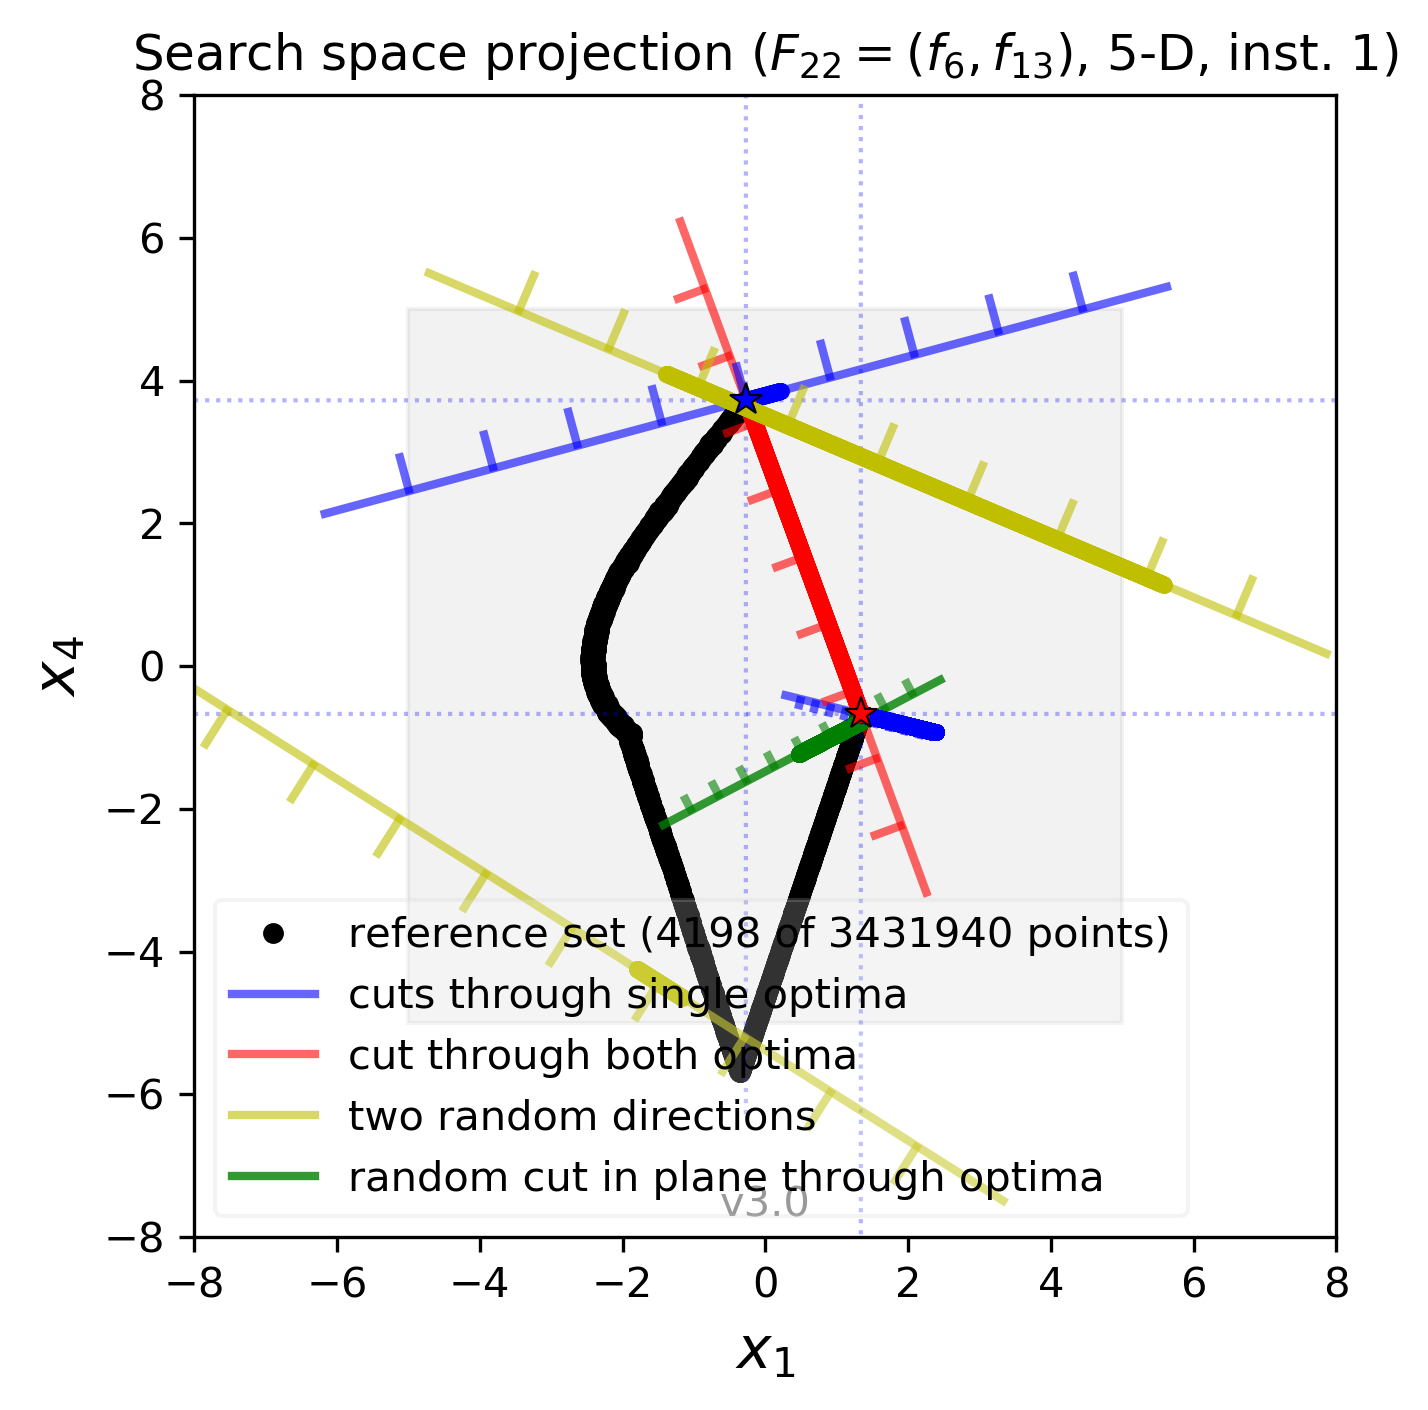 Search space projection (F₂₂ = (f₆, f₁₃), 5-D, inst. 1)
8
6
4
2
0
−2
−4
−6
−8
x₄
reference set (4198 of 3431940 points)
cuts through single optima
cut through both optima
two random directions
random cut in plane through optima
v3.0
−8 −6 −4 −2 0 2 4 6 8
x₁